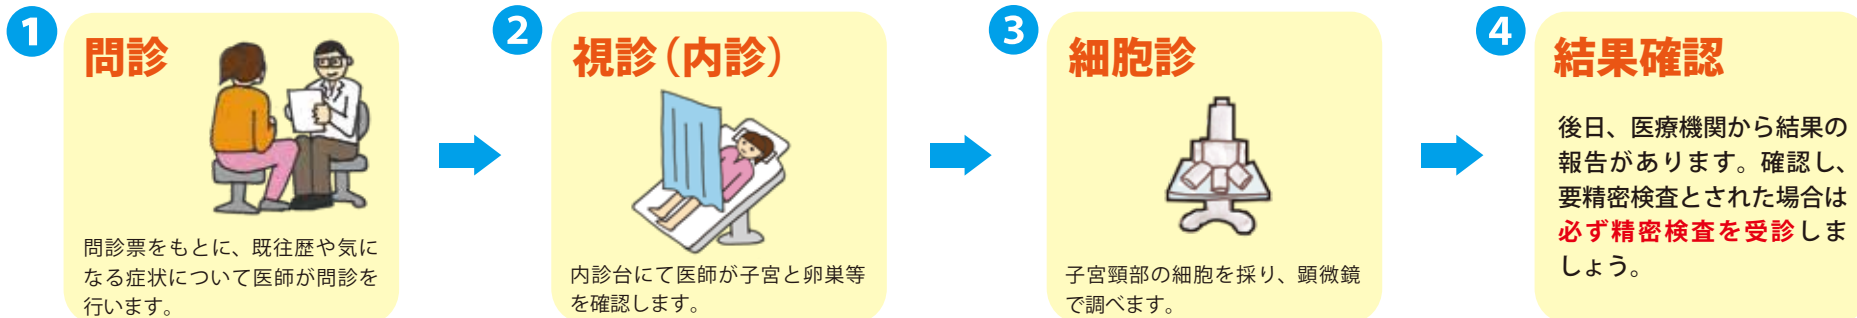 1
問診
問診票をもとに、既往歴や気に
なる症状について医師が問診を
行います。
2
視診（内診）
内診台にて医師が子宮と卵巣等
を確認します。
3
細胞診
子宮頸部の細胞を採り、顕微鏡
で調べます。
4
結果確認
後日、医療機関から結果の
報告があります。確認し、
要精密検査とされた場合は
必ず精密検査を受診しま
しょう。